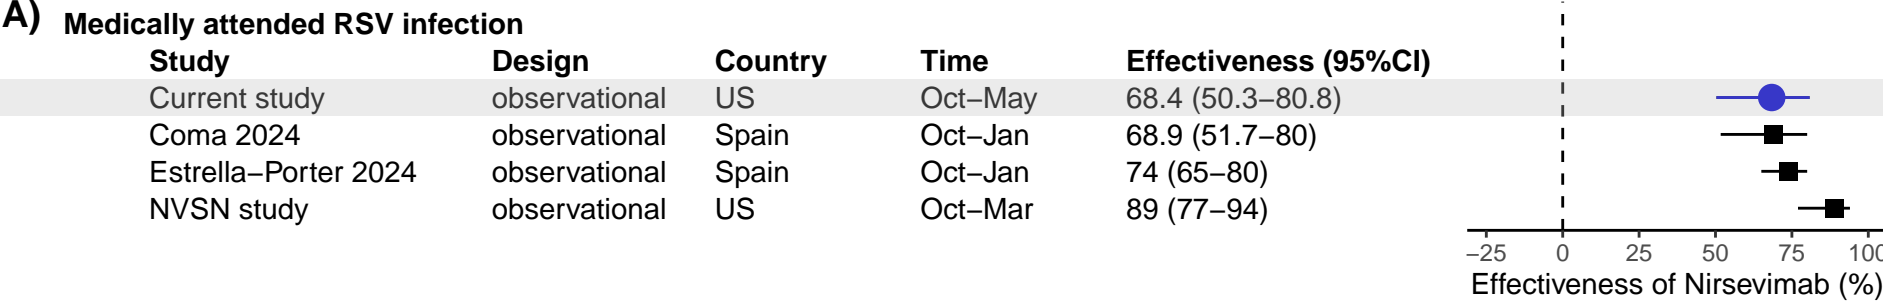 A) Medically attended RSV infection
Study Design Country Time Effectiveness (95%CI)
Current study observational US Oct–May 68.4 (50.3–80.8)
Coma 2024 observational Spain Oct–Jan 68.9 (51.7–80)
Estrella–Porter 2024 observational Spain Oct–Jan 74 (65–80)
NVSN study observational US Oct–Mar 89 (77–94)
−25 0 25 50 75 100
Effectiveness of Nirsevimab (%)